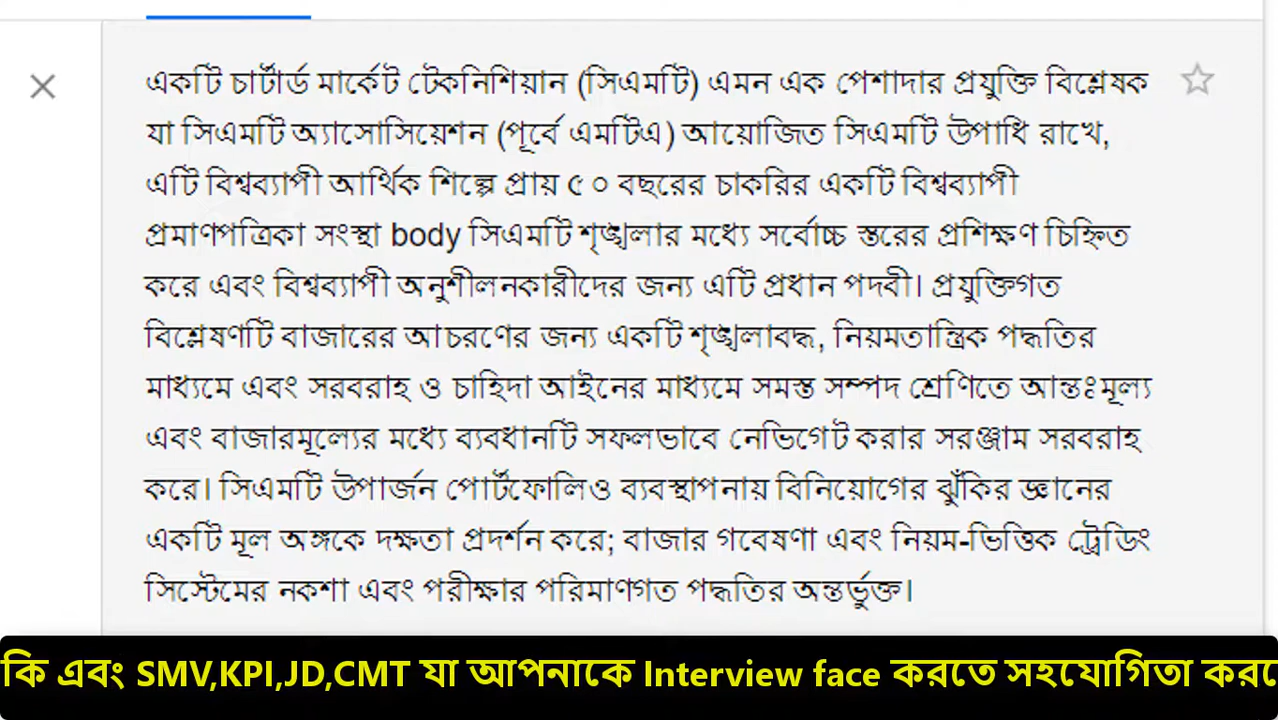 একটি চার্টার্ড মার্কেট টেকনিশিয়ান (সিএমটি) এমন এক পেশাদার প্রযুক্তি বিশ্লেষক
যা সিএমটি অ্যাসোসিয়েশন (পূর্বে এমটিএ) আয়োজিত সিএমটি উপাধি রাখে,
এটি বিশ্বব্যাপী আর্থিক শিল্পে প্রায় ৫০ বছরের চাকরির একটি বিশ্বব্যাপী
প্রমাণপত্রিকা সংস্থা body সিএমটি শৃঙ্খলার মধ্যে সর্বোচ্চ স্তরের প্রশিক্ষণ চিহ্নিত
করে এবং বিশ্বব্যাপী অনুশীলনকারীদের জন্য এটি প্রধান পদবী। প্রযুক্তিগত
বিশ্লেষণটি বাজারের আচরণের জন্য একটি শৃঙ্খলাবদ্ধ, নিয়মতান্ত্রিক পদ্ধতির
মাধ্যমে এবং সরবরাহ ও চাহিদা আইনের মাধ্যমে সমস্ত সম্পদ শ্রেণিতে আন্তঃমূল্য
এবং বাজারমূল্যের মধ্যে ব্যবধানটি সফলভাবে নেভিগেট করার সরঞ্জাম সরবরাহ
করে। সিএমটি উপার্জন পোর্টফোলিও ব্যবস্থাপনায় বিনিয়োগের ঝুঁকির জ্ঞানের
একটি মূল অঙ্গকে দক্ষতা প্রদর্শন করে; বাজার গবেষণা এবং নিয়ম-ভিত্তিক ট্রেডিং
সিস্টেমের নকশা এবং পরীক্ষার পরিমাণগত পদ্ধতির অন্তর্ভুক্ত।
কি এবং SMV,KPI,JD,CMT যা আপনাকে Interview face করতে সহযোগিতা করে